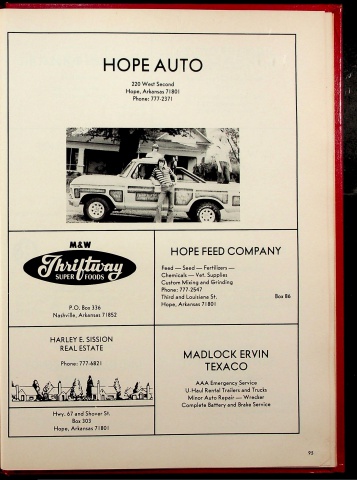 HOPE AUTO
220 West Second
Hope, Arkansas 71801
Phone: 777-2371
M&W
Thriftway
SUPER FOODS
P.O. Box 336
Nashville, Arkansas 71852
HOPE FEED COMPANY
Feed — Seed — Fertilizers —
Chemicals — Vet. Supplies
Custom Mixing and Grinding
Phone: 777-2547
Third and Louisiana St. Box 86
Hope, Arkansas 71801
HARLEY E. SISSION
REAL ESTATE
Phone: 777-6821
Hwy. 67 and Shover St.
Box 303
Hope, Arkansas 71801
MADLOCK ERVIN
TEXACO
AAA Emergency Service
U-Haul Rental Trailers and Trucks
Minor Auto Repair — Wrecker
Complete Battery and Brake Service